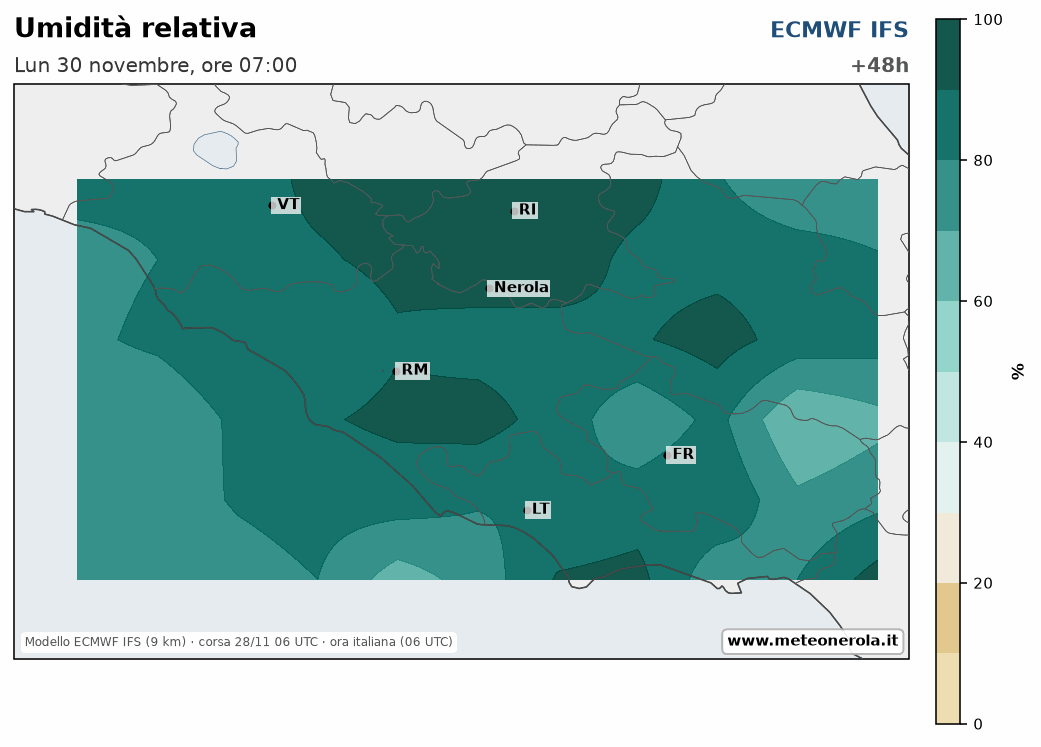 Umidità relativa
ECMWF IFS
Lun 30 novembre, ore 07:00
+48h
100
80
60
40
20
0
%
VT
RI
Nerola
RM
FR
LT
Modello ECMWF IFS (9 km) · corsa 28/11 06 UTC · ora italiana (06 UTC)
www.meteonerola.it